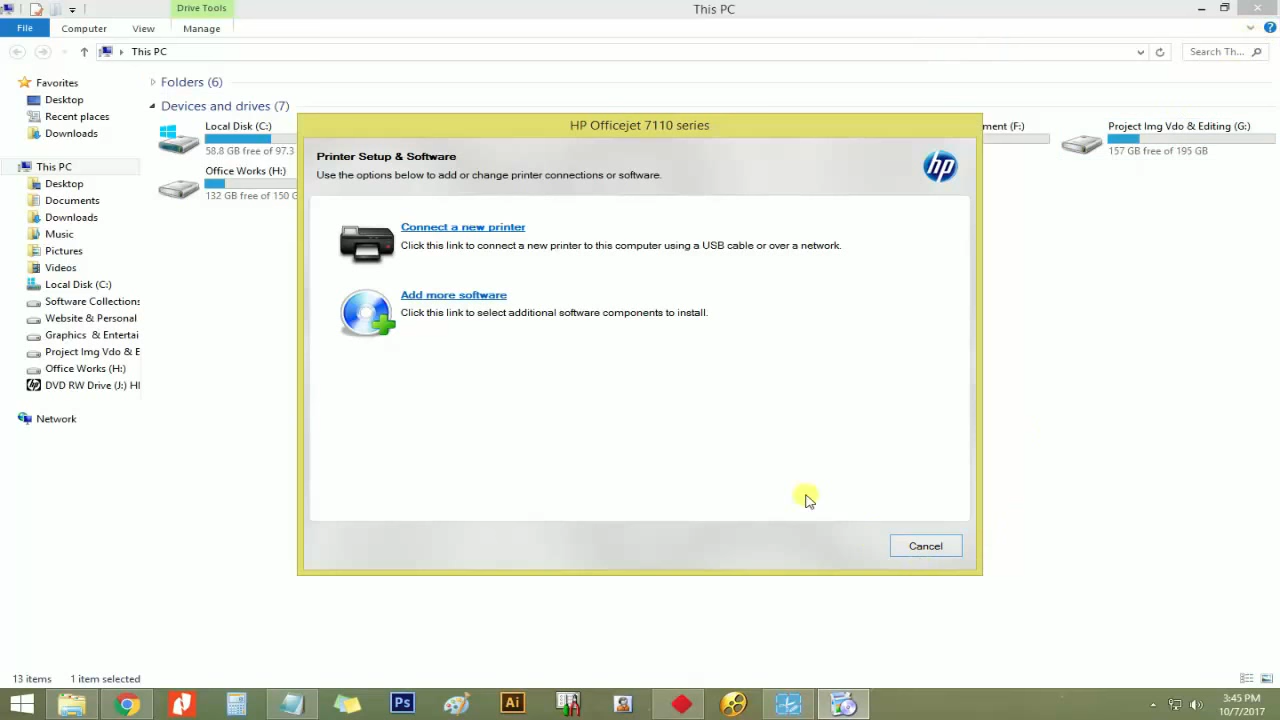 Drive Tools
This PC
File
Computer
View
Manage
This PC
Search Th...
Favorites
Desktop
Recent places
Downloads
This PC
Desktop
Documents
Downloads
Music
Pictures
Videos
Local Disk (C:)
Software Collections
Website & Personal
Graphics & Entertai
Project Img Vdo & E
Office Works (H:)
DVD RW Drive (J:) HI
Network
Folders (6)
Devices and drives (7)
Local Disk (C:)
58.8 GB free of 97.3
Office Works (H:)
132 GB free of 150 G
ment (F:)
Project Img Vdo & Editing (G:)
157 GB free of 195 GB
HP Officejet 7110 series
Printer Setup & Software
Use the options below to add or change printer connections or software.
hp
Connect a new printer
Click this link to connect a new printer to this computer using a USB cable or over a network.
Add more software
Click this link to select additional software components to install.
Cancel
13 items
1 item selected
Ps
Ai
3:45 PM
10/7/2017